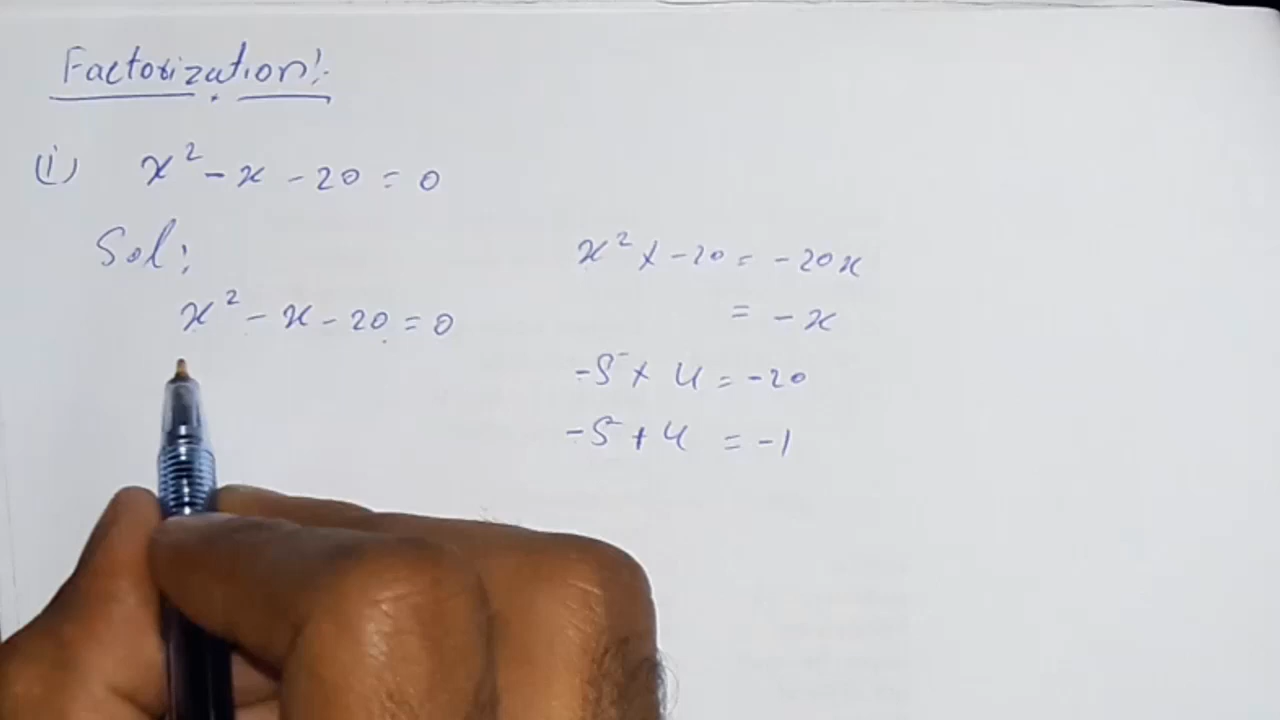 Factorization:-
(i) x² - x - 20 = 0
Sol:
x² - x - 20 = 0
x² × -20 = -20x
= -x
-5 × 4 = -20
-5 + 4 = -1